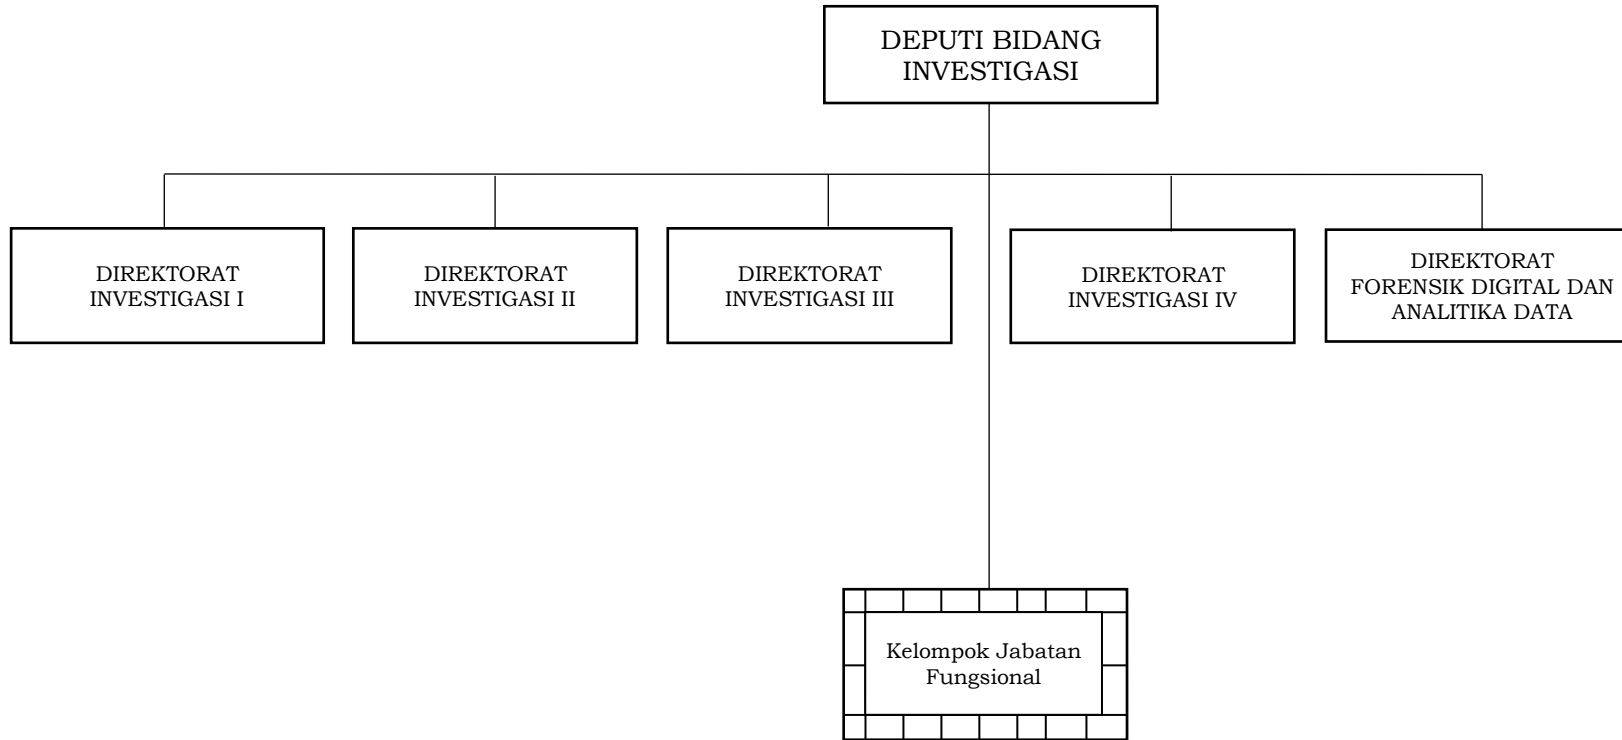 DEPUTI BIDANG
INVESTIGASI
DIREKTORAT
INVESTIGASI I
DIREKTORAT
INVESTIGASI II
DIREKTORAT
INVESTIGASI III
DIREKTORAT
INVESTIGASI IV
DIREKTORAT
FORENSIK DIGITAL DAN
ANALITIKA DATA
Kelompok Jabatan
Fungsional